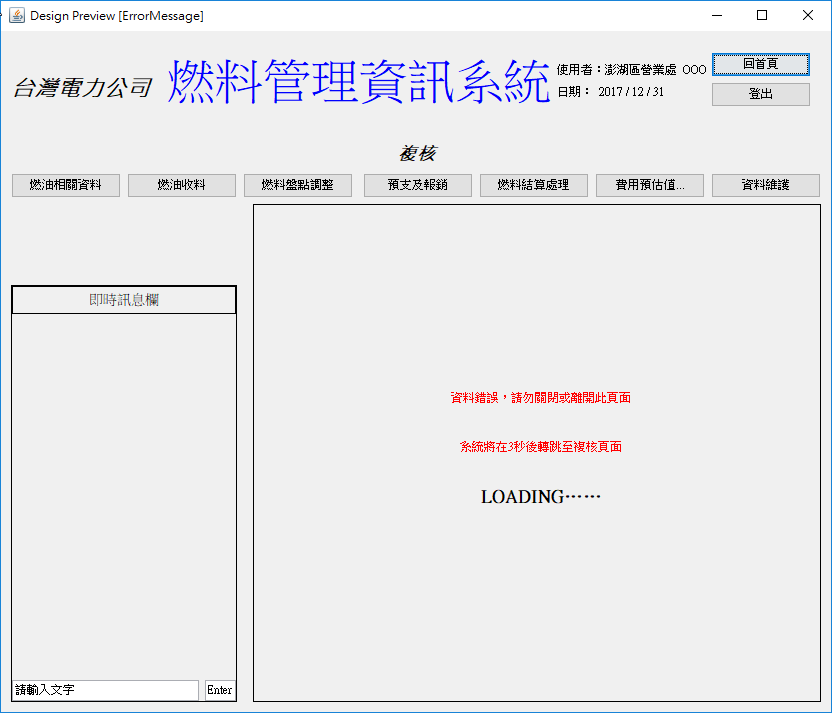 Design Preview [ErrorMessage]
台灣電力公司
燃料管理資訊系統
使用者：澎湖區營業處 OOO
日期： 2017 / 12 / 31
回首頁
登出
複核
燃油相關資料
燃油收料
燃料盤點調整
預支及報銷
燃料結算處理
費用預估值...
資料維護
即時訊息欄
資料錯誤，請勿關閉或離開此頁面
系統將在3秒後轉跳至複核頁面
LOADING⋯⋯
請輸入文字
Enter